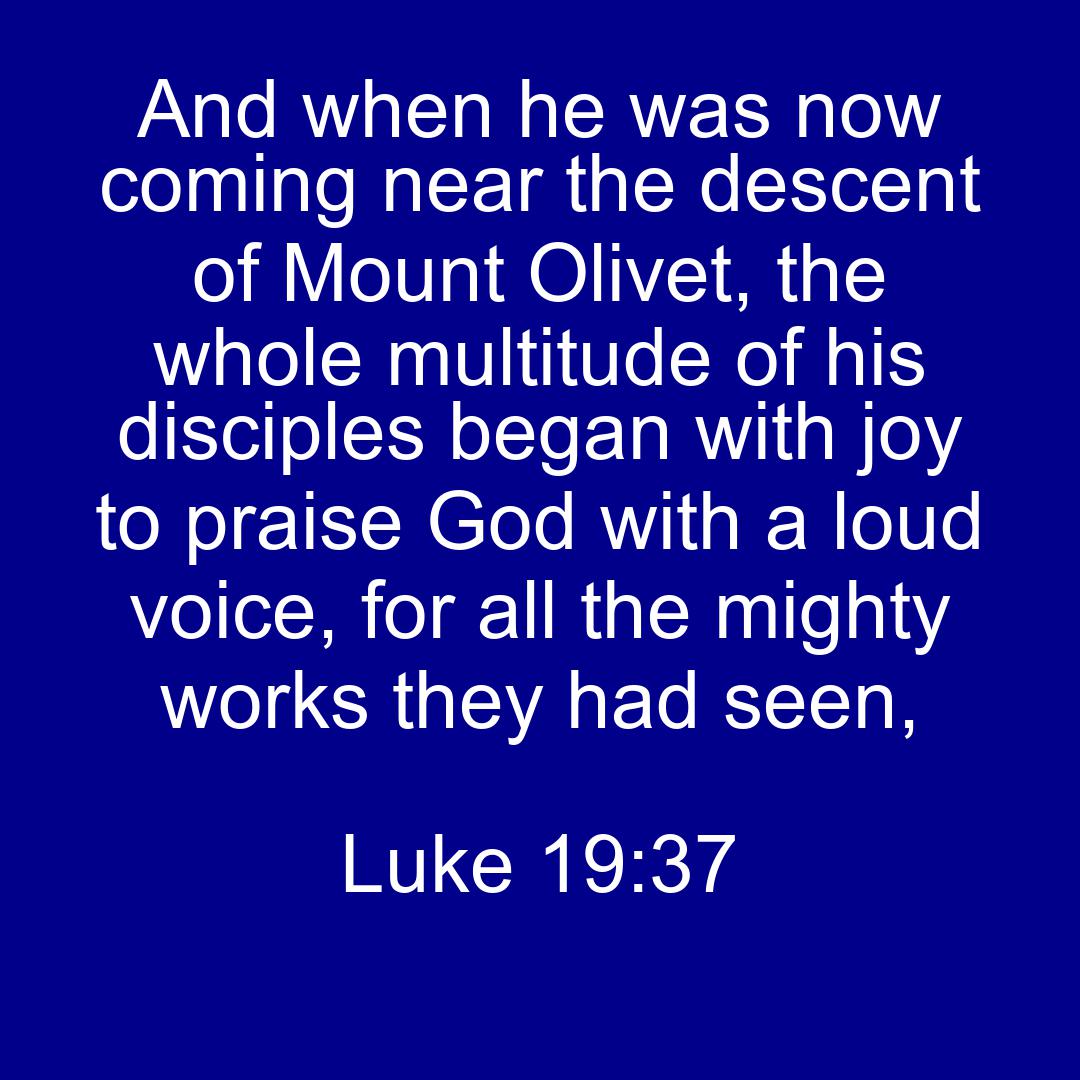 And when he was now
coming near the descent
of Mount Olivet, the
whole multitude of his
disciples began with joy
to praise God with a loud
voice, for all the mighty
works they had seen,
Luke 19:37